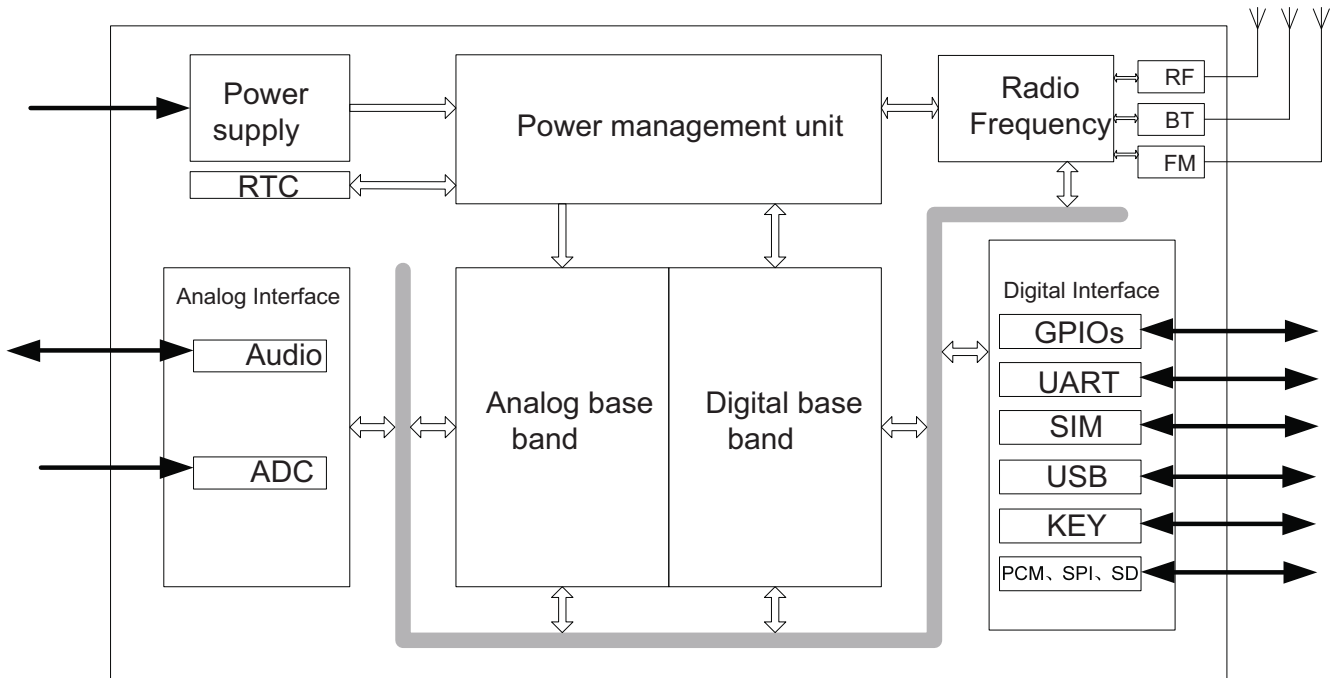 Power
supply
RTC
Power management unit
Radio
Frequency
RF
BT
FM
Analog Interface
Audio
ADC
Analog base
band
Digital base
band
Digital Interface
GPIOs
UART
SIM
USB
KEY
PCM、SPI、SD